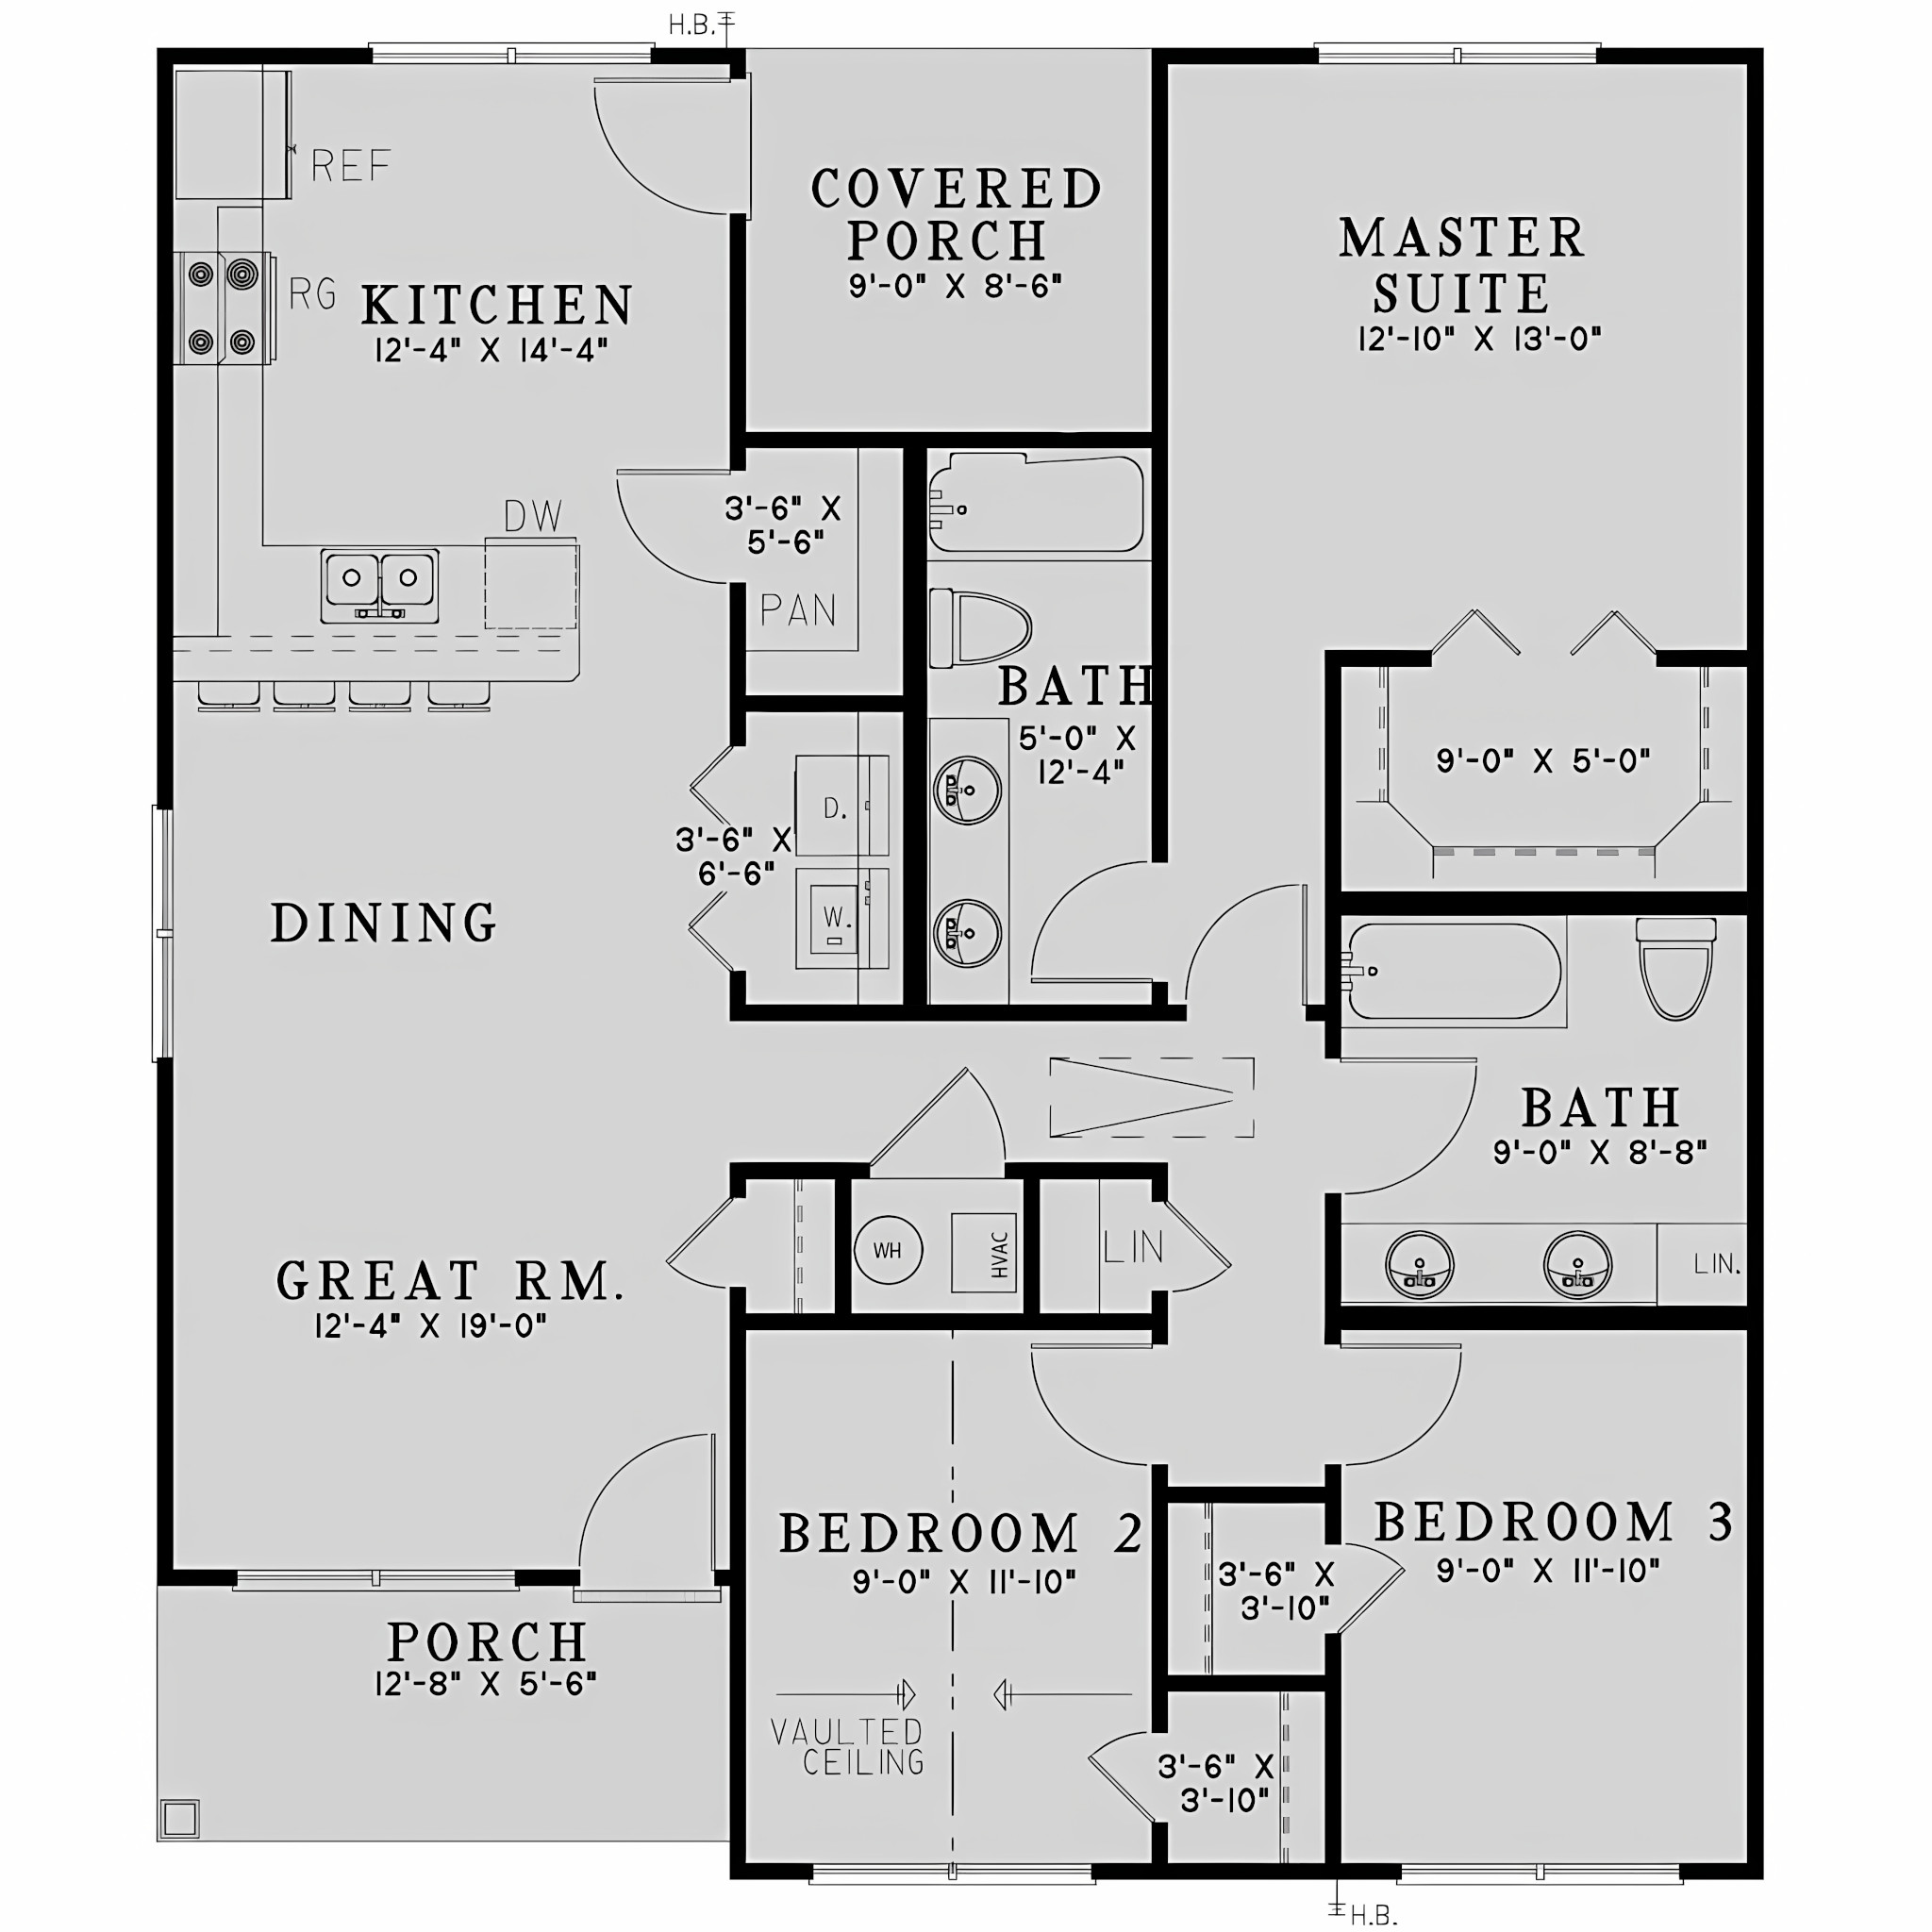 H.B.
REF
RG
KITCHEN
12'-4" X 14'-4"
COVERED
PORCH
9'-0" X 8'-6"
MASTER
SUITE
12'-10" X 13'-0"
DW
3'-6" X
5'-6"
PAN
BATH
5'-0" X
12'-4"
9'-0" X 5'-0"
D.
3'-6" X
6'-6"
W.
DINING
BATH
9'-0" X 8'-8"
GREAT RM.
12'-4" X 19'-0"
WH
HVAC
LIN
LIN.
BEDROOM 2
9'-0" X 11'-10"
BEDROOM 3
9'-0" X 11'-10"
3'-6" X
3'-10"
PORCH
12'-8" X 5'-6"
VAULTED
CEILING
3'-6" X
3'-10"
H.B.